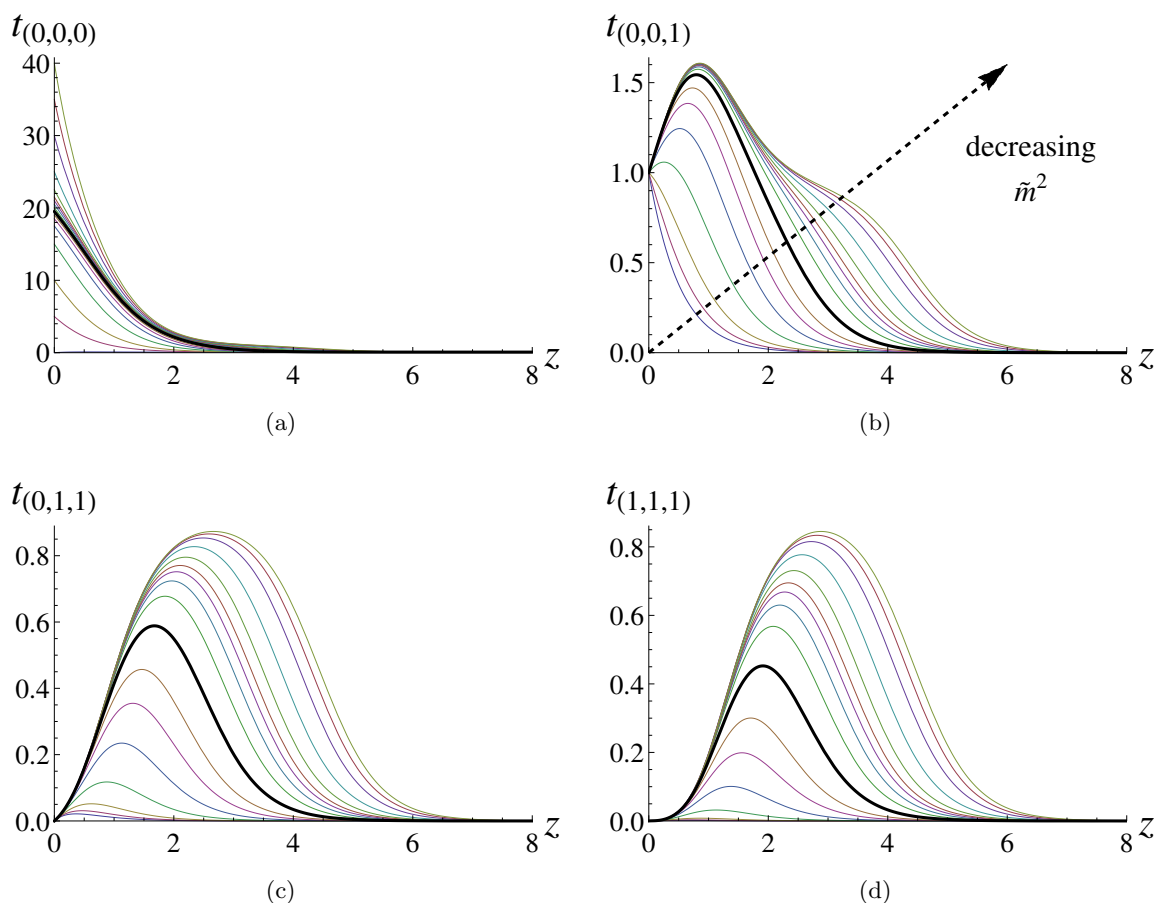 t(0,0,0)
40
30
20
10
0
0 2 4 6 8 z
(a)
t(0,0,1)
1.5
1.0
0.5
0.0
0 2 4 6 8 z
decreasing
m̃²
(b)
t(0,1,1)
0.8
0.6
0.4
0.2
0.0
0 2 4 6 8 z
(c)
t(1,1,1)
0.8
0.6
0.4
0.2
0.0
0 2 4 6 8 z
(d)